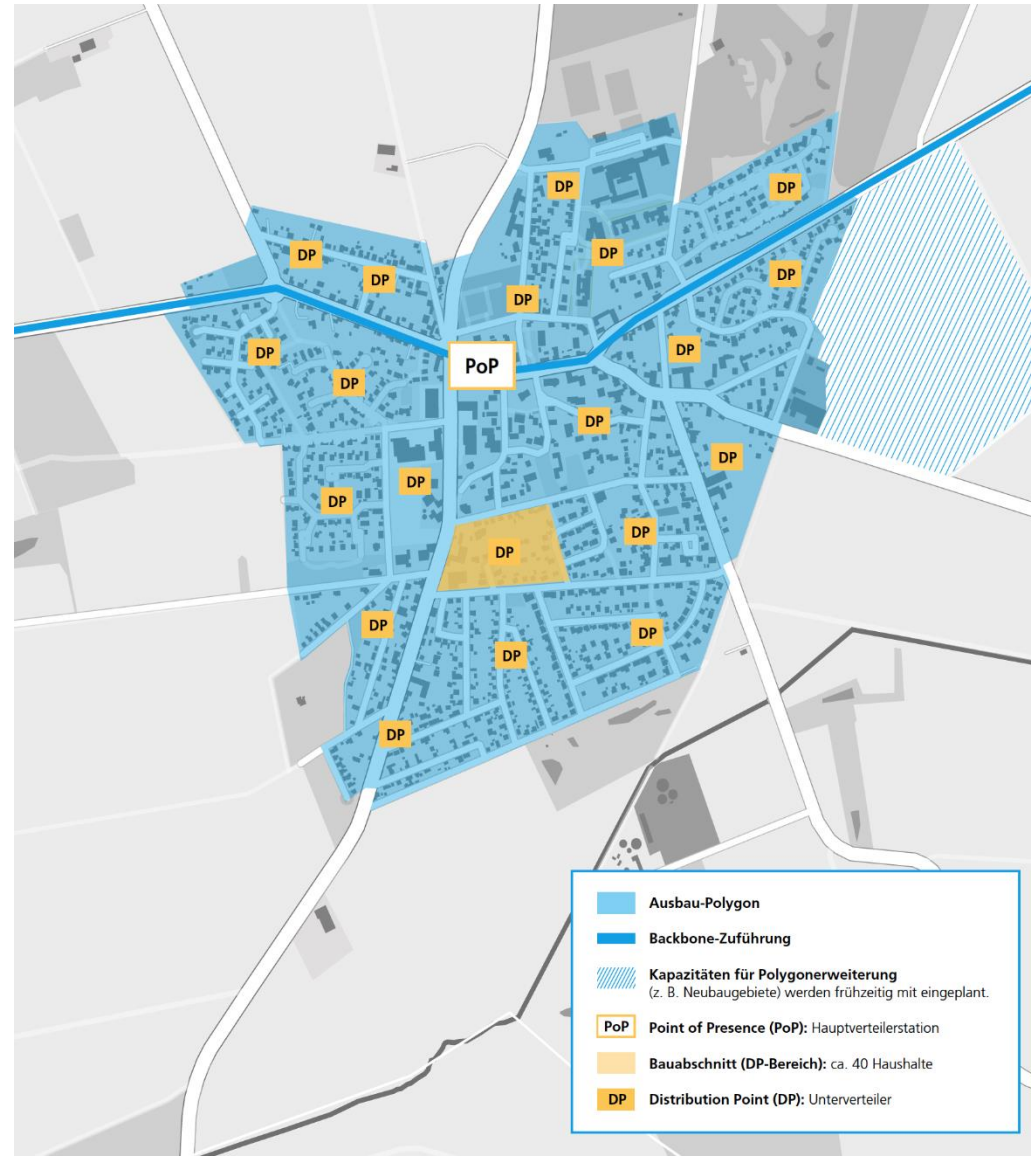 DP
DP
DP
DP
DP
DP
DP
DP
PoP
DP
DP
DP
DP
DP
DP
DP
DP
DP
DP
DP
DP
Ausbau-Polygon
Backbone-Zuführung
Kapazitäten für Polygonerweiterung
(z. B. Neubaugebiete) werden frühzeitig mit eingeplant.
PoP Point of Presence (PoP): Hauptverteilerstation
Bauabschnitt (DP-Bereich): ca. 40 Haushalte
DP Distribution Point (DP): Unterverteiler